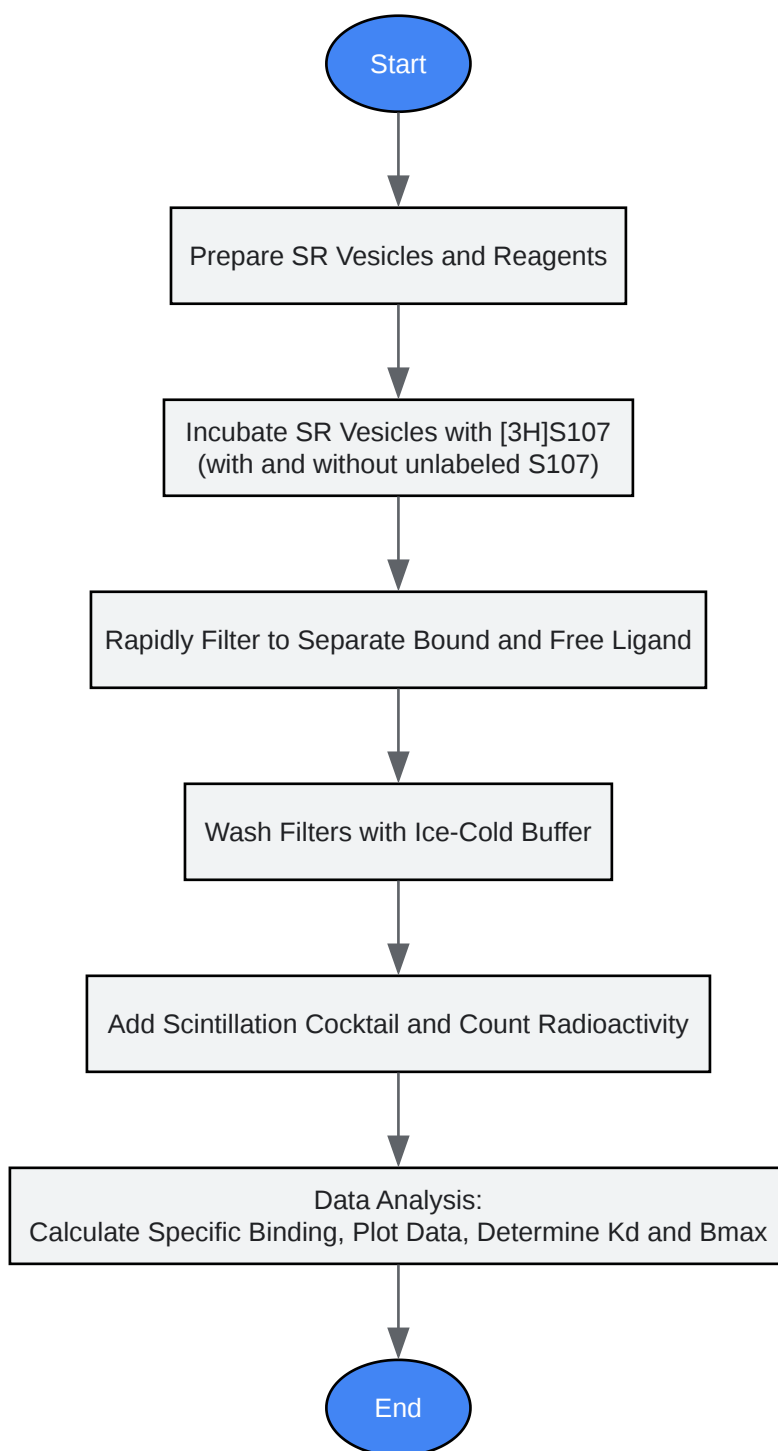 Start
Prepare SR Vesicles and Reagents
Incubate SR Vesicles with [3H]S107
(with and without unlabeled S107)
Rapidly Filter to Separate Bound and Free Ligand
Wash Filters with Ice-Cold Buffer
Add Scintillation Cocktail and Count Radioactivity
Data Analysis:
Calculate Specific Binding, Plot Data, Determine Kd and Bmax
End